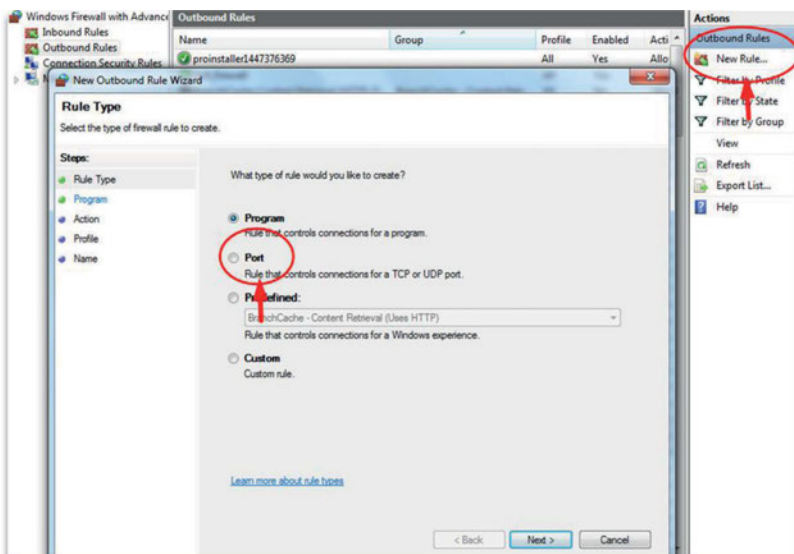 Windows Firewall with Advance
Inbound Rules
Outbound Rules
Connection Security Rules
Outbound Rules
Name Group Profile Enabled Acti
proinstaller1447376369 All Yes Allo
New Outbound Rule Wizard
Rule Type
Select the type of firewall rule to create.
Steps:
Rule Type
Program
Action
Profile
Name
What type of rule would you like to create?
Program
Rule that controls connections for a program.
Port
Rule that controls connections for a TCP or UDP port.
Predefined:
BranchCache - Content Retrieval (Uses HTTP)
Rule that controls connections for a Windows experience.
Custom
Custom rule.
Learn more about rule types
< Back Next > Cancel
Actions
Outbound Rules
New Rule...
Filter by Profile
Filter by State
Filter by Group
View
Refresh
Export List...
Help